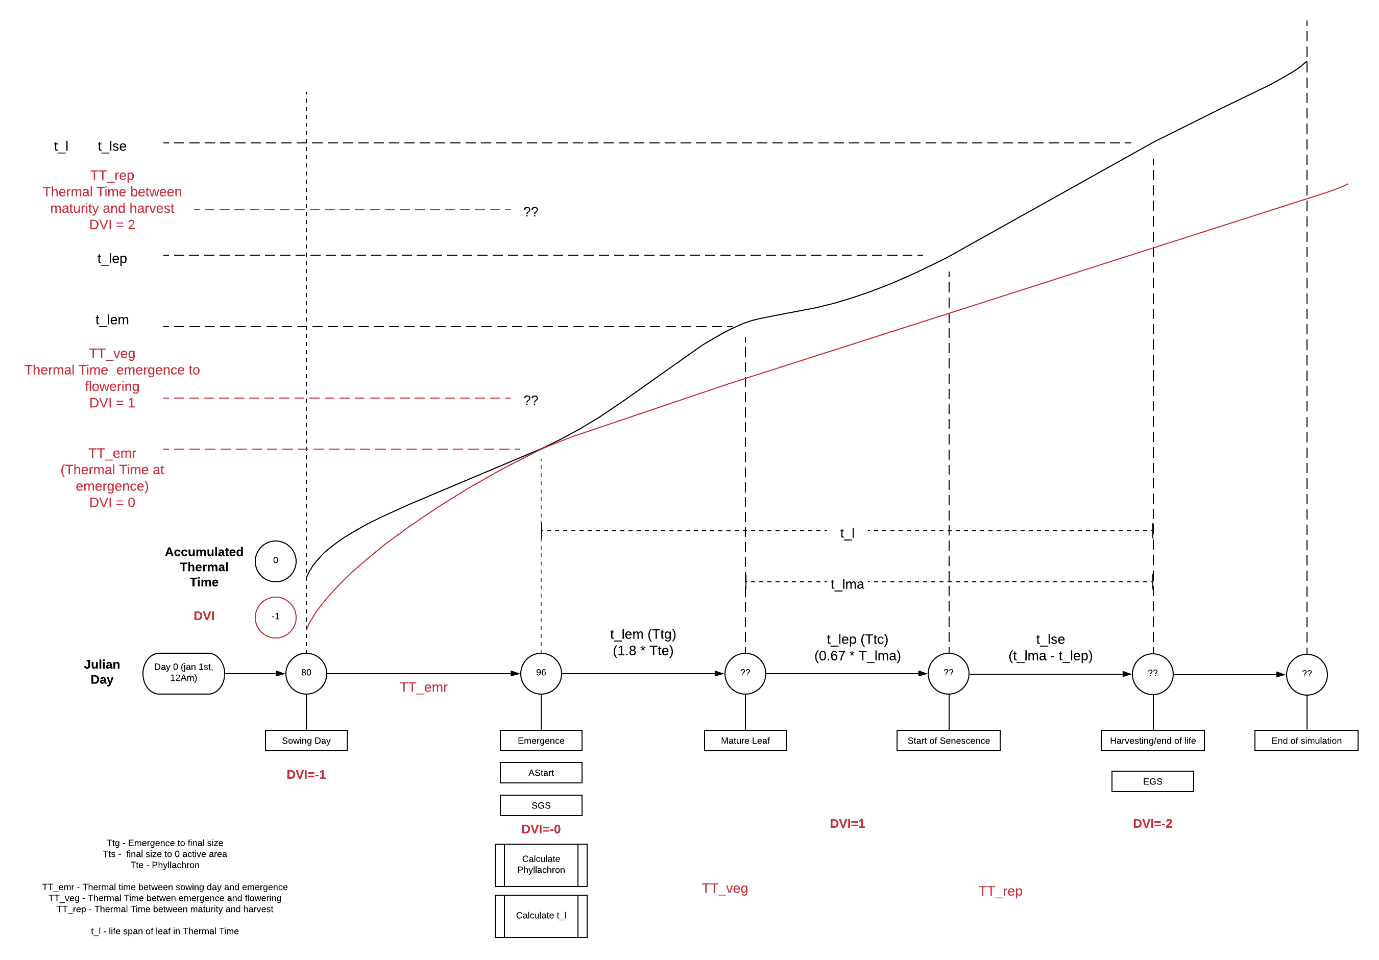 t_l t_lse
TT_rep
Thermal Time between
maturity and harvest
DVI = 2
??
t_lep
t_lem
TT_veg
Thermal Time emergence to
flowering
DVI = 1
??
TT_emr
(Thermal Time at
emergence)
DVI = 0
t_l
Accumulated
Thermal
Time
0
t_lma
DVI
-1
t_lem (Ttg)
(1.8 * Tte)
t_lep (Ttc)
(0.67 * T_lma)
t_lse
(t_lma - t_lep)
Julian
Day
Day 0 (jan 1st,
12Am)
80
96
??
??
??
??
TT_emr
Sowing Day
Emergence
Mature Leaf
Start of Senescence
Harvesting/end of life
End of simulation
DVI=-1
AStart
EGS
SGS
DVI=-0
DVI=1
DVI=-2
Ttg - Emergence to final size
Tts - final size to 0 active area
Tte - Phyllachron
Calculate
Phyllachron
TT_emr - Thermal time between sowing day and emergence
TT_veg - Thermal Time betwen emergence and flowering
TT_rep - Thermal Time between maturity and harvest
TT_veg
TT_rep
Calculate t_l
t_l - life span of leaf in Thermal Time